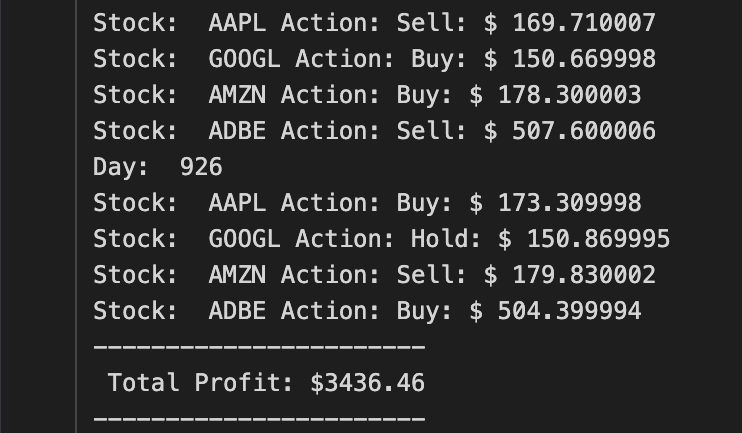 Stock:  AAPL Action: Sell: $ 169.710007
Stock:  GOOGL Action: Buy: $ 150.669998
Stock:  AMZN Action: Buy: $ 178.300003
Stock:  ADBE Action: Sell: $ 507.600006
Day:  926
Stock:  AAPL Action: Buy: $ 173.309998
Stock:  GOOGL Action: Hold: $ 150.869995
Stock:  AMZN Action: Sell: $ 179.830002
Stock:  ADBE Action: Buy: $ 504.399994
-----------------------
 Total Profit: $3436.46
-----------------------